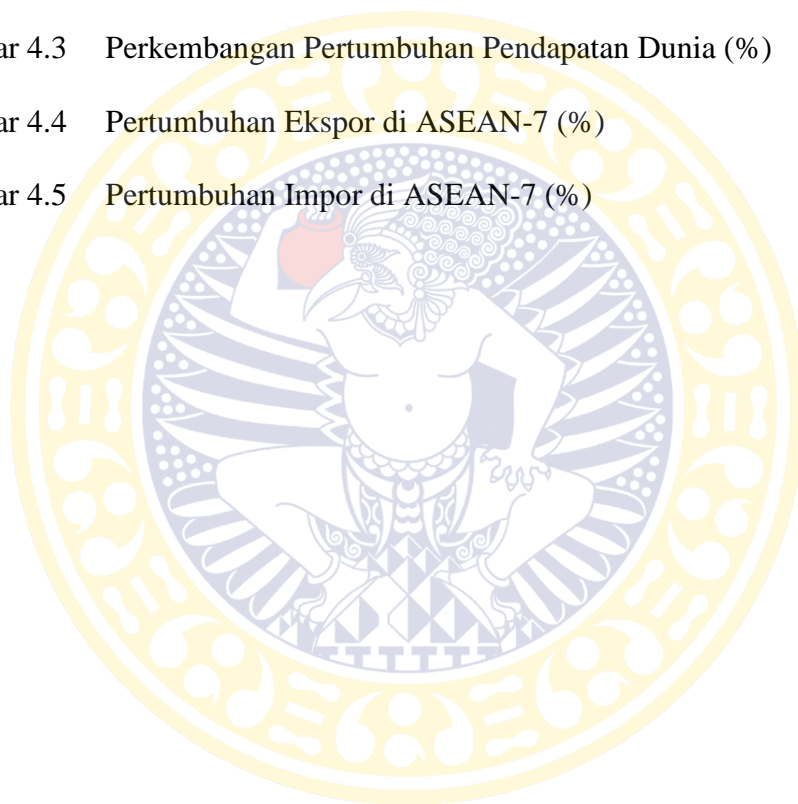 ar 4.3 Perkembangan Pertumbuhan Pendapatan Dunia (%)
ar 4.4 Pertumbuhan Ekspor di ASEAN-7 (%)
ar 4.5 Pertumbuhan Impor di ASEAN-7 (%)